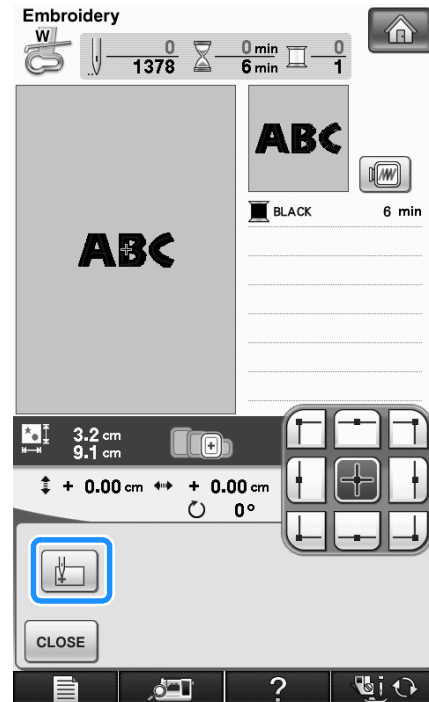 Embroidery
W
0 0 min 0
1378 6 min 1
ABC
ABC
BLACK 6 min
3.2 cm
9.1 cm
+ 0.00 cm + 0.00 cm
0°
CLOSE
? i